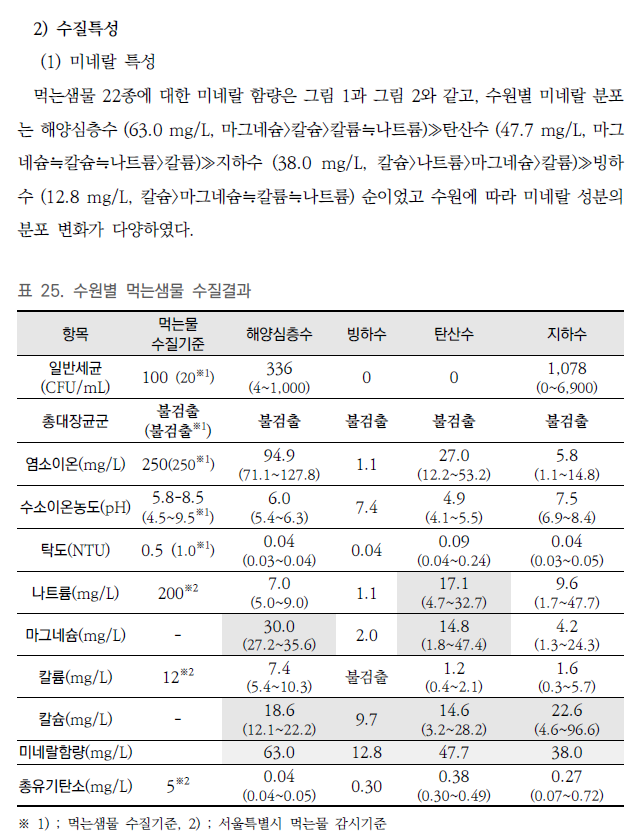 2) 수질특성
(1) 미네랄 특성
먹는샘물 22종에 대한 미네랄 함량은 그림 1과 그림 2와 같고, 수원별 미네랄 분포
는 해양심층수 (63.0 mg/L, 마그네슘〉칼슘〉칼륨≒나트륨)≫탄산수 (47.7 mg/L, 마그
네슘≒칼슘≒나트륨〉칼륨)≫지하수 (38.0 mg/L, 칼슘〉나트륨〉마그네슘〉칼륨)≫빙하
수 (12.8 mg/L, 칼슘〉마그네슘≒칼륨≒나트륨) 순이었고 수원에 따라 미네랄 성분의
분포 변화가 다양하였다.
표 25. 수원별 먹는샘물 수질결과
항목 먹는물 수질기준 해양심층수 빙하수 탄산수 지하수
일반세균 (CFU/mL) 100 (20※1) 336 (4~1,000) 0 0 1,078 (0~6,900)
총대장균군 불검출 (불검출※1) 불검출 불검출 불검출 불검출
염소이온(mg/L) 250(250※1) 94.9 (71.1~127.8) 1.1 27.0 (12.2~53.2) 5.8 (1.1~14.8)
수소이온농도(pH) 5.8-8.5 (4.5~9.5※1) 6.0 (5.4~6.3) 7.4 4.9 (4.1~5.5) 7.5 (6.9~8.4)
탁도(NTU) 0.5 (1.0※1) 0.04 (0.03~0.04) 0.04 0.09 (0.04~0.24) 0.04 (0.03~0.05)
나트륨(mg/L) 200※2 7.0 (5.0~9.0) 1.1 17.1 (4.7~32.7) 9.6 (1.7~47.7)
마그네슘(mg/L) - 30.0 (27.2~35.6) 2.0 14.8 (1.8~47.4) 4.2 (1.3~24.3)
칼륨(mg/L) 12※2 7.4 (5.4~10.3) 불검출 1.2 (0.4~2.1) 1.6 (0.3~5.7)
칼슘(mg/L) - 18.6 (12.1~22.2) 9.7 14.6 (3.2~28.2) 22.6 (4.6~96.6)
미네랄함량(mg/L) 63.0 12.8 47.7 38.0
총유기탄소(mg/L) 5※2 0.04 (0.04~0.05) 0.30 0.38 (0.30~0.49) 0.27 (0.07~0.72)
※ 1) ; 먹는샘물 수질기준, 2) ; 서울특별시 먹는물 감시기준